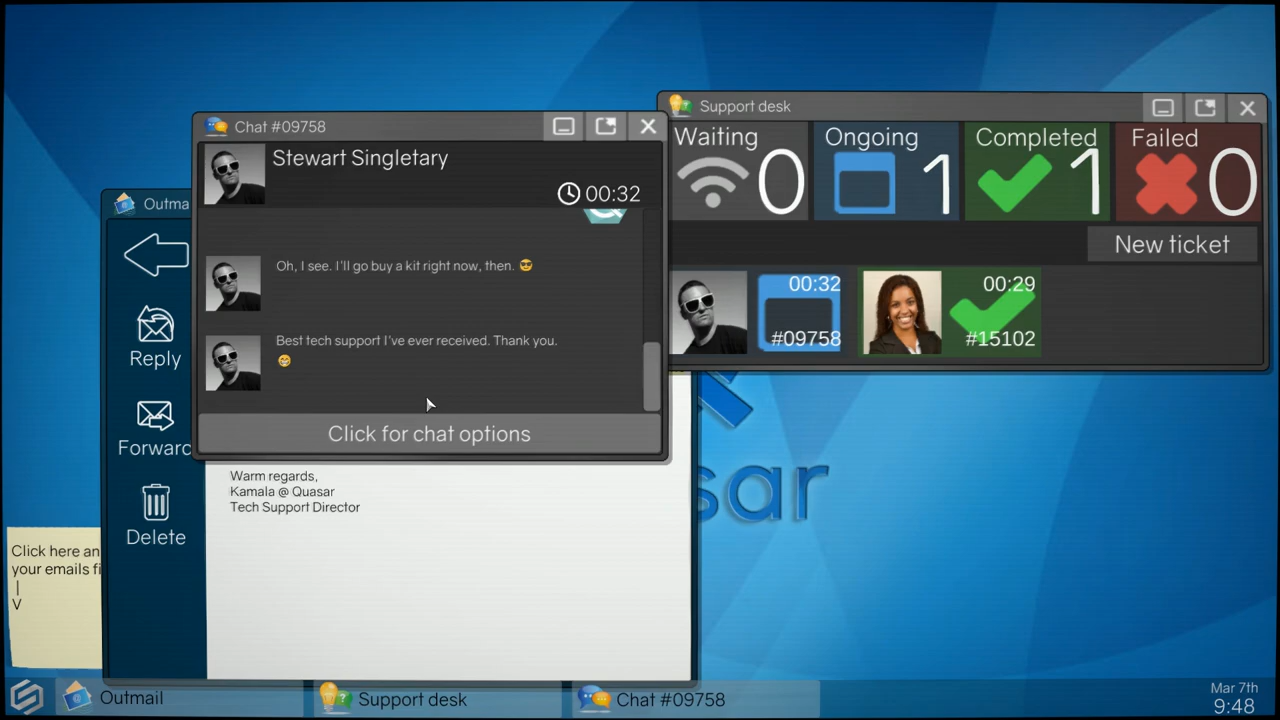 Support desk
Waiting
0
Ongoing
1
Completed
1
Failed
0
New ticket
00:32
#09758
00:29
#15102
Chat #09758
Stewart Singletary
00:32
Oh, I see. I'll go buy a kit right now, then. 😎
Best tech support I've ever received. Thank you.
😁
Click for chat options
Outma
Reply
Forward
Delete
Warm regards,
Kamala @ Quasar
Tech Support Director
sar
Click here an
your emails fi
|
V
Outmail
Support desk
Chat #09758
Mar 7th
9:48